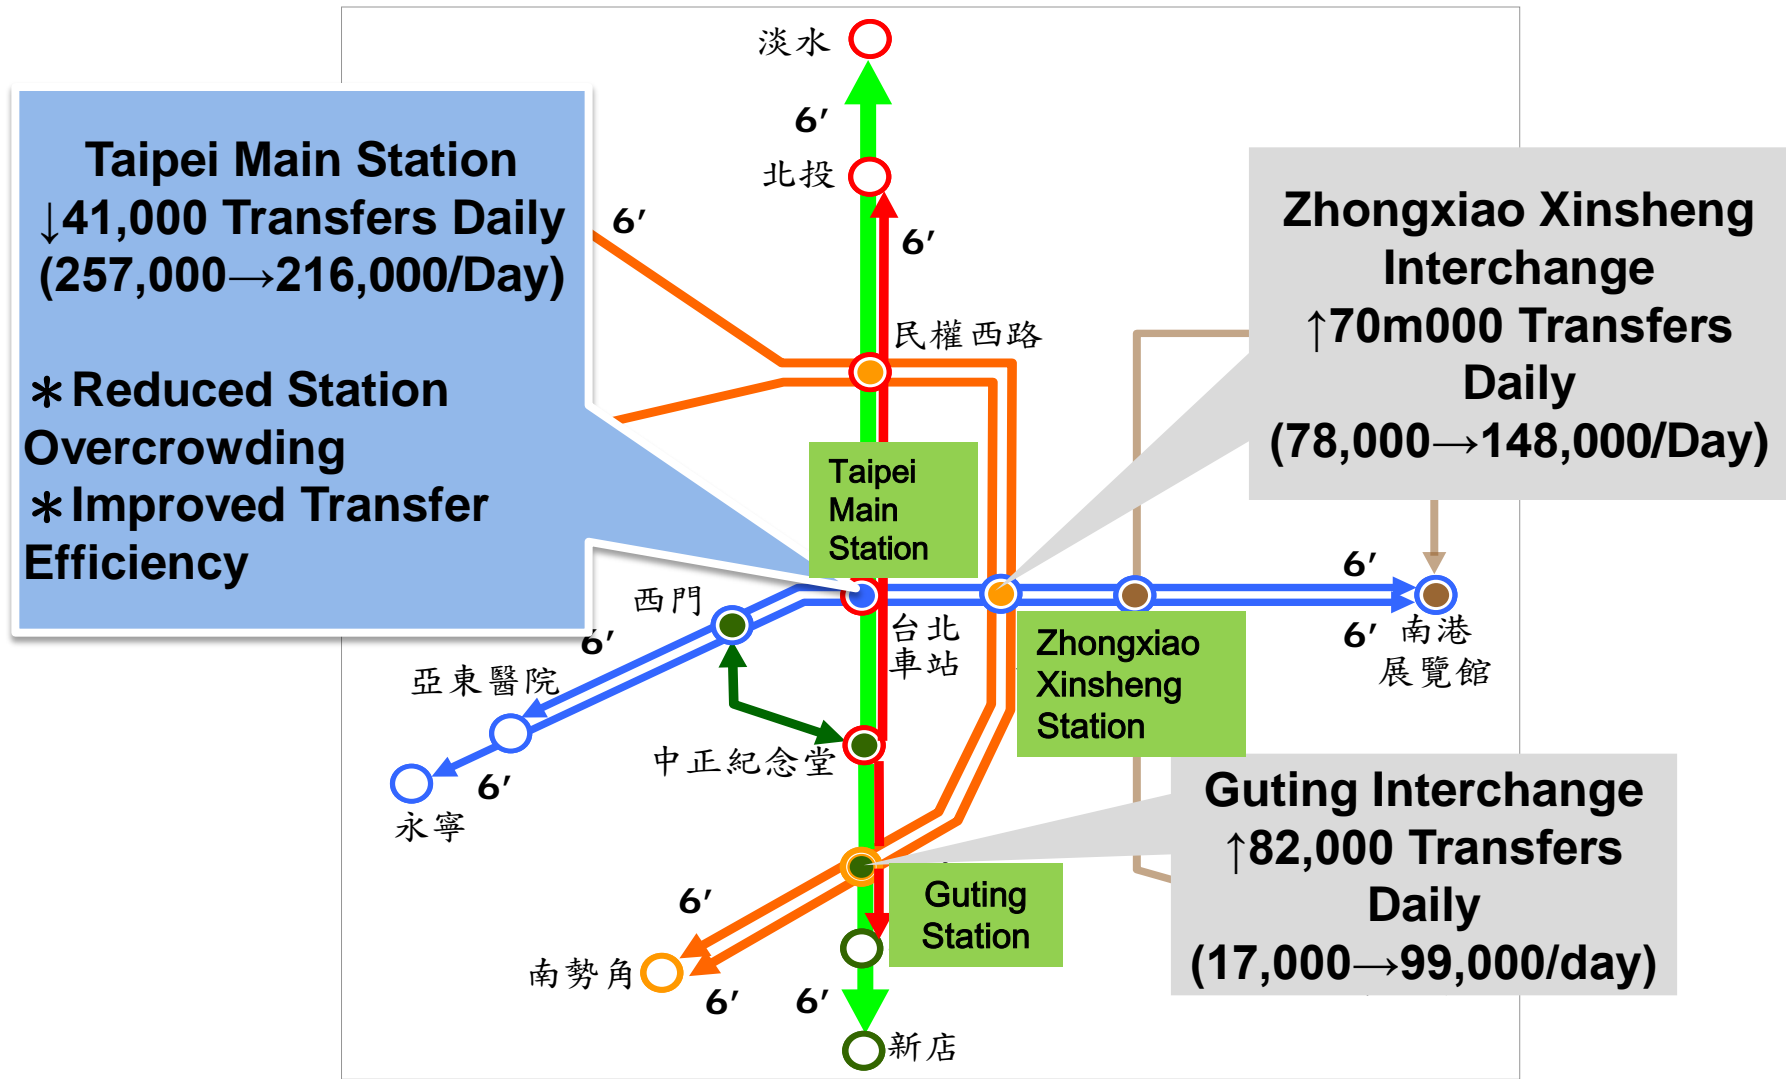 淡水
6′
Taipei Main Station
↓41,000 Transfers Daily
(257,000→216,000/Day)
＊Reduced Station
Overcrowding
＊Improved Transfer
Efficiency
北投
6′
6′
Zhongxiao Xinsheng
Interchange
↑70m000 Transfers
Daily
(78,000→148,000/Day)
民權西路
Taipei
Main
Station
西門
6′
台北
車站
6′
6′
南港
展覽館
Zhongxiao
Xinsheng
Station
亞東醫院
6′
永寧
中正紀念堂
Guting Interchange
↑82,000 Transfers
Daily
(17,000→99,000/day)
Guting
Station
6′
南勢角
6′
6′
新店